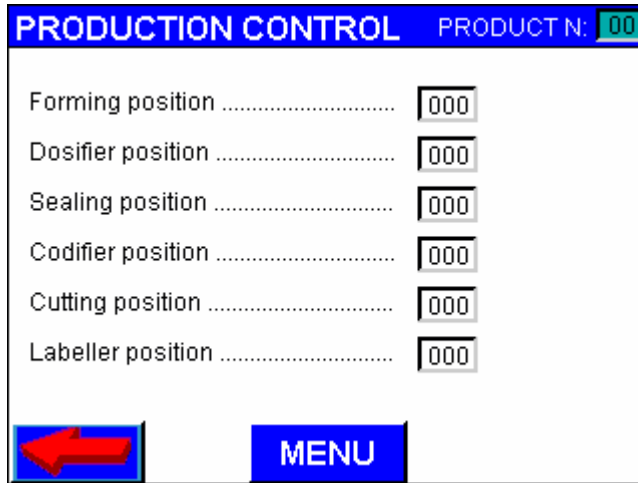 PRODUCTION CONTROL PRODUCT N: 00
Forming position ............................ 000
Dosifier position ............................. 000
Sealing position ............................. 000
Codifier position ............................ 000
Cutting position ............................. 000
Labeller position ........................... 000
MENU